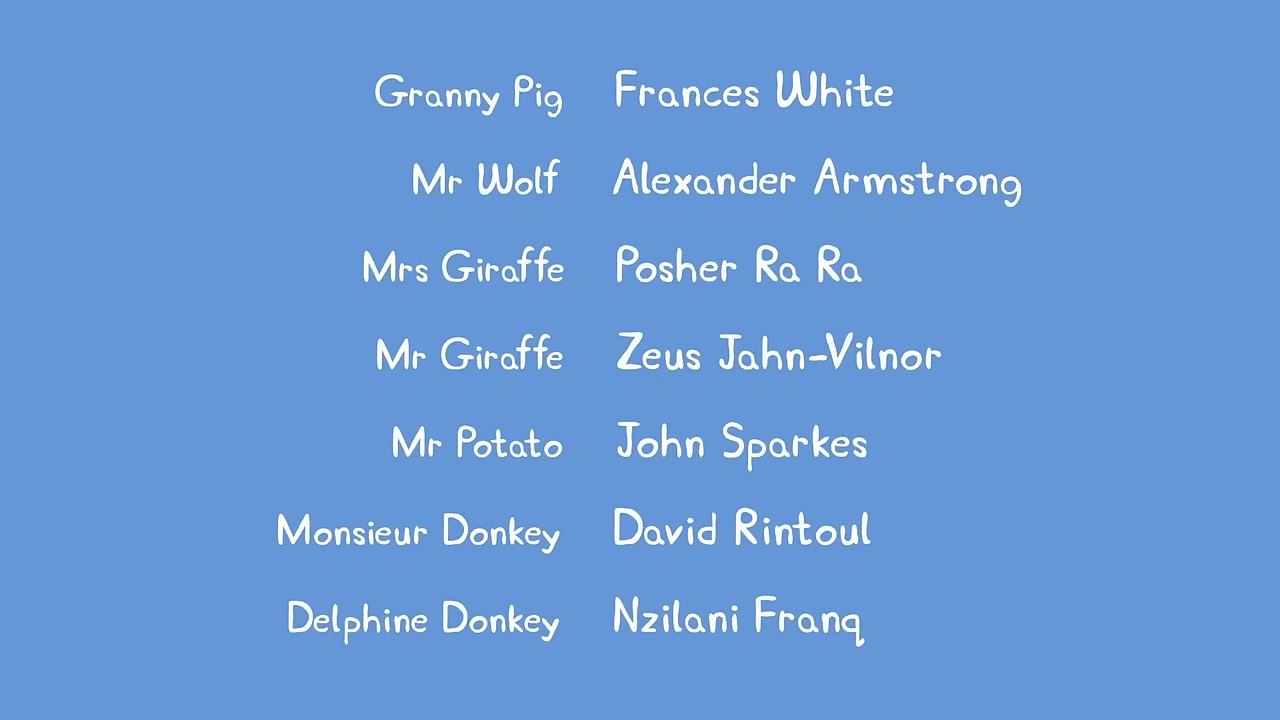 Granny Pig Frances White
Mr Wolf Alexander Armstrong
Mrs Giraffe Posher Ra Ra
Mr Giraffe Zeus Jahn-Vilnor
Mr Potato John Sparkes
Monsieur Donkey David Rintoul
Delphine Donkey Nzilani Franq